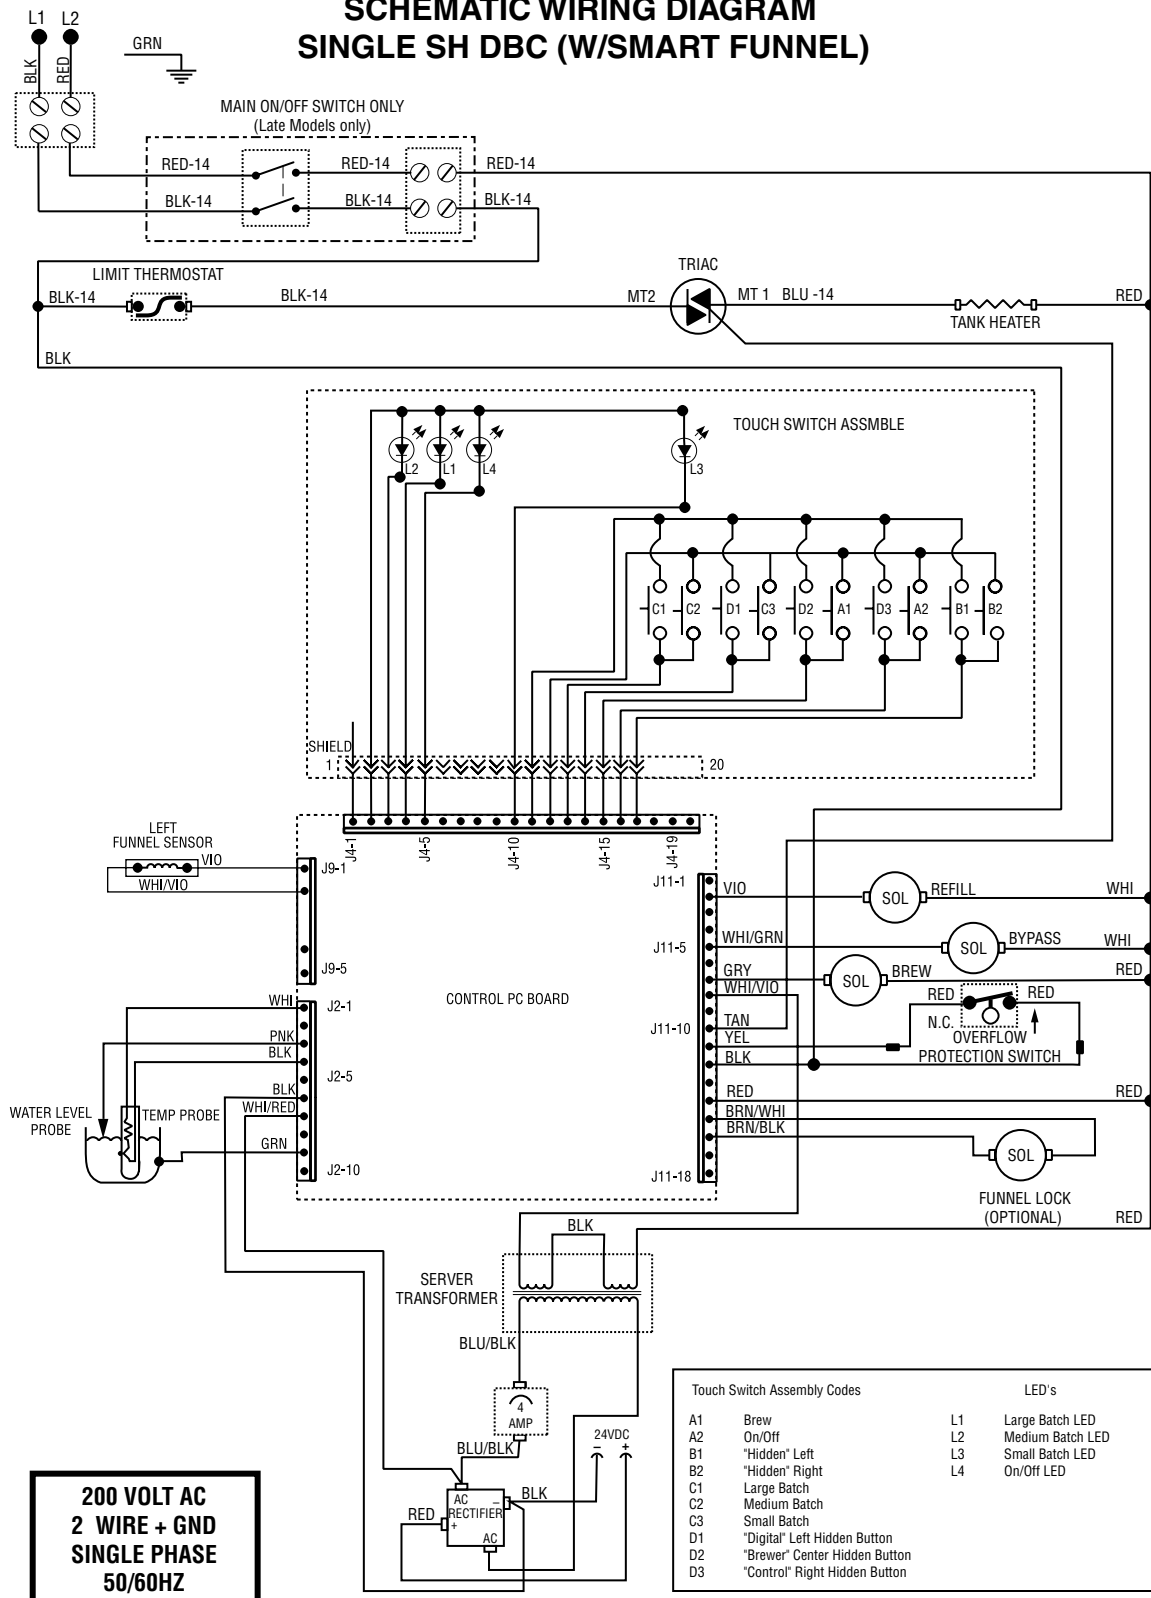 SCHEMATIC WIRING DIAGRAM
SINGLE SH DBC (W/SMART FUNNEL)
L1 L2
GRN
BLK
RED
MAIN ON/OFF SWITCH ONLY
(Late Models only)
RED-14 RED-14 RED-14
BLK-14 BLK-14 BLK-14
LIMIT THERMOSTAT
TRIAC
BLK-14 BLK-14 MT2 MT 1 BLU -14 RED
TANK HEATER
BLK
TOUCH SWITCH ASSMBLE
L2 L1 L4 L3
C1 C2 D1 C3 D2 A1 D3 A2 B1 B2
SHIELD
1 20
J4-1 J4-5 J4-10 J4-15 J4-19
LEFT
FUNNEL SENSOR
VIO
WHI/VIO
J9-1
J9-5
J11-1
VIO SOL REFILL WHI
J11-5
WHI/GRN SOL BYPASS WHI
GRY SOL BREW RED
WHI/VIO
CONTROL PC BOARD
RED RED
N.C.
OVERFLOW
PROTECTION SWITCH
J11-10
TAN
YEL
BLK
RED RED
BRN/WHI
BRN/BLK
SOL
J11-18
FUNNEL LOCK
(OPTIONAL)
RED
WHI J2-1
PNK
BLK
J2-5
BLK
WHI/RED
GRN
J2-10
WATER LEVEL
PROBE
TEMP PROBE
BLK
SERVER
TRANSFORMER
BLU/BLK
4
AMP
BLU/BLK
24VDC
– +
BLK
RED
AC –
RECTIFIER
+
AC
Touch Switch Assembly Codes LED's
A1 Brew L1 Large Batch LED
A2 On/Off L2 Medium Batch LED
B1 "Hidden" Left L3 Small Batch LED
B2 "Hidden" Right L4 On/Off LED
C1 Large Batch
C2 Medium Batch
C3 Small Batch
D1 "Digital" Left Hidden Button
D2 "Brewer" Center Hidden Button
D3 "Control" Right Hidden Button
200 VOLT AC
2 WIRE + GND
SINGLE PHASE
50/60HZ